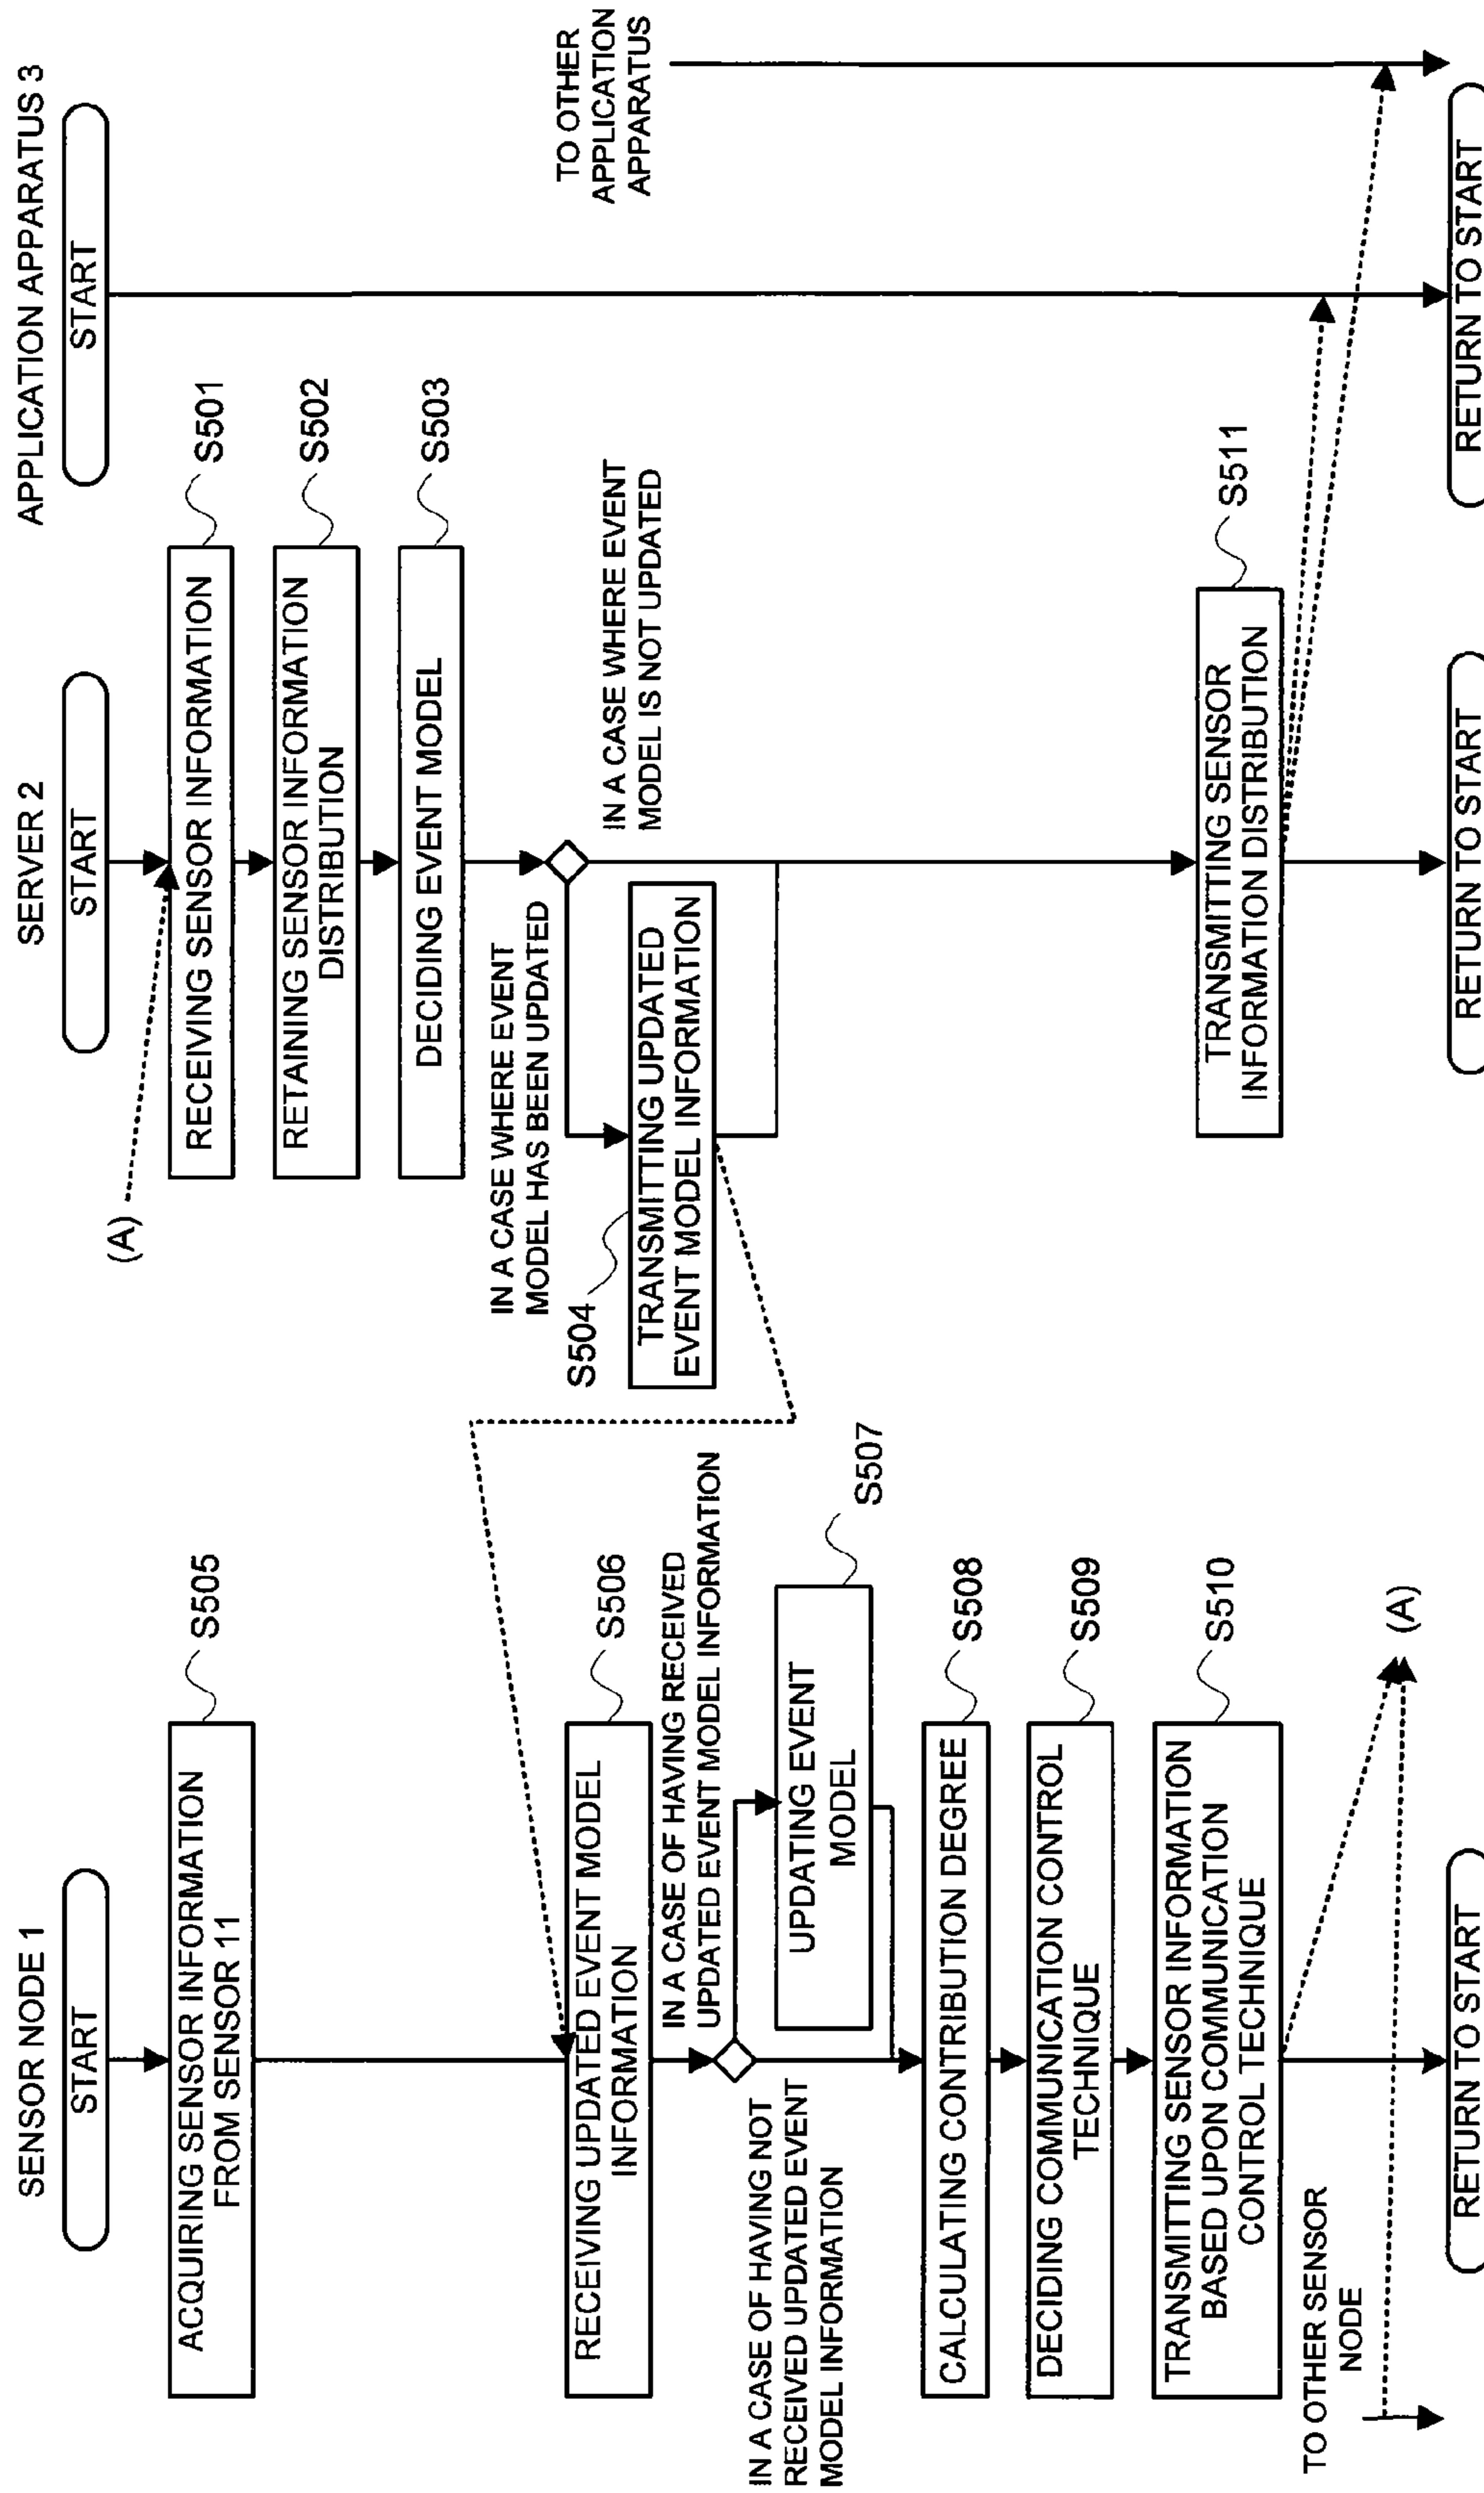 SENSOR NODE 1
START
ACQUIRING SENSOR INFORMATION
FROM SENSOR 11
S505
RECEIVING UPDATED EVENT MODEL
INFORMATION
S506
IN A CASE OF HAVING RECEIVED
UPDATED EVENT MODEL INFORMATION
IN A CASE OF HAVING NOT
RECEIVED UPDATED EVENT
MODEL INFORMATION
UPDATING EVENT
MODEL
S507
CALCULATING CONTRIBUTION DEGREE
S508
DECIDING COMMUNICATION CONTROL
TECHNIQUE
S509
TRANSMITTING SENSOR INFORMATION
BASED UPON COMMUNICATION
CONTROL TECHNIQUE
S510
TO OTHER SENSOR
NODE
(A)
RETURN TO START
SERVER 2
START
(A)
RECEIVING SENSOR INFORMATION
S501
RETAINING SENSOR INFORMATION
DISTRIBUTION
S502
DECIDING EVENT MODEL
S503
IN A CASE WHERE EVENT
MODEL HAS BEEN UPDATED
IN A CASE WHERE EVENT
MODEL IS NOT UPDATED
S504
TRANSMITTING UPDATED
EVENT MODEL INFORMATION
TRANSMITTING SENSOR
INFORMATION DISTRIBUTION
S511
RETURN TO START
APPLICATION APPARATUS 3
START
TO OTHER
APPLICATION
APPARATUS
RETURN TO START